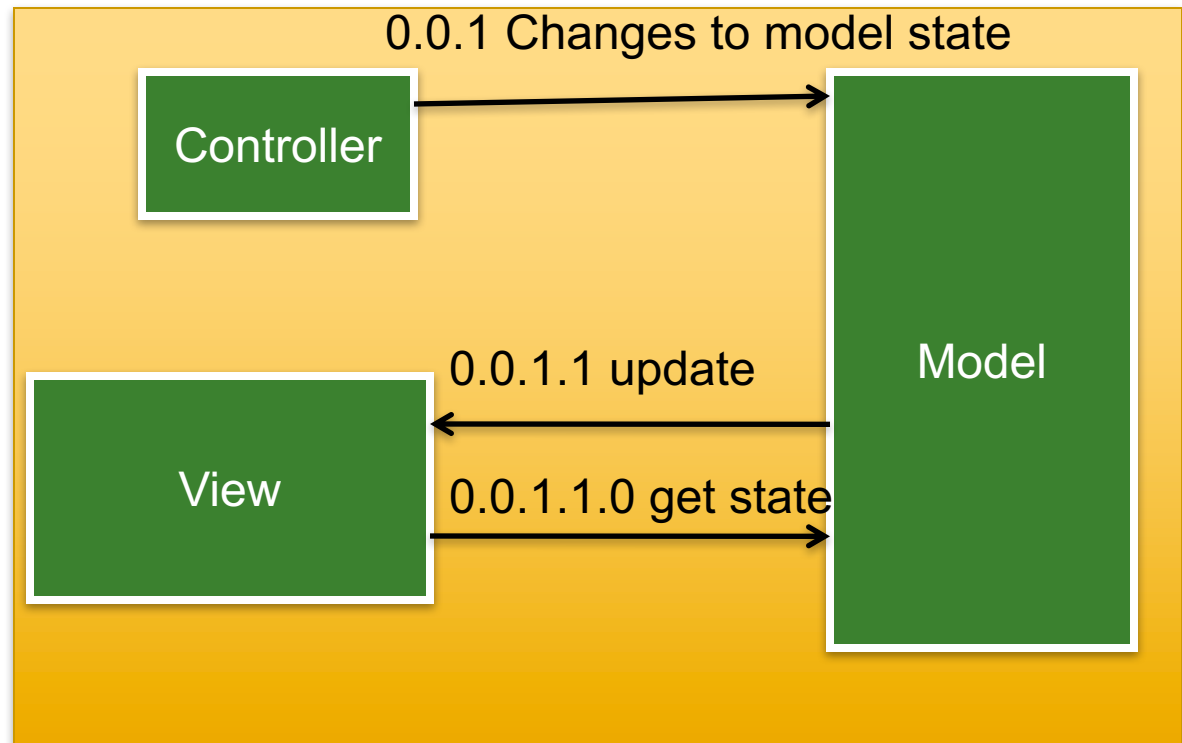 0.0.1 Changes to model state
Controller
Model
0.0.1.1 update
View
0.0.1.1.0 get state